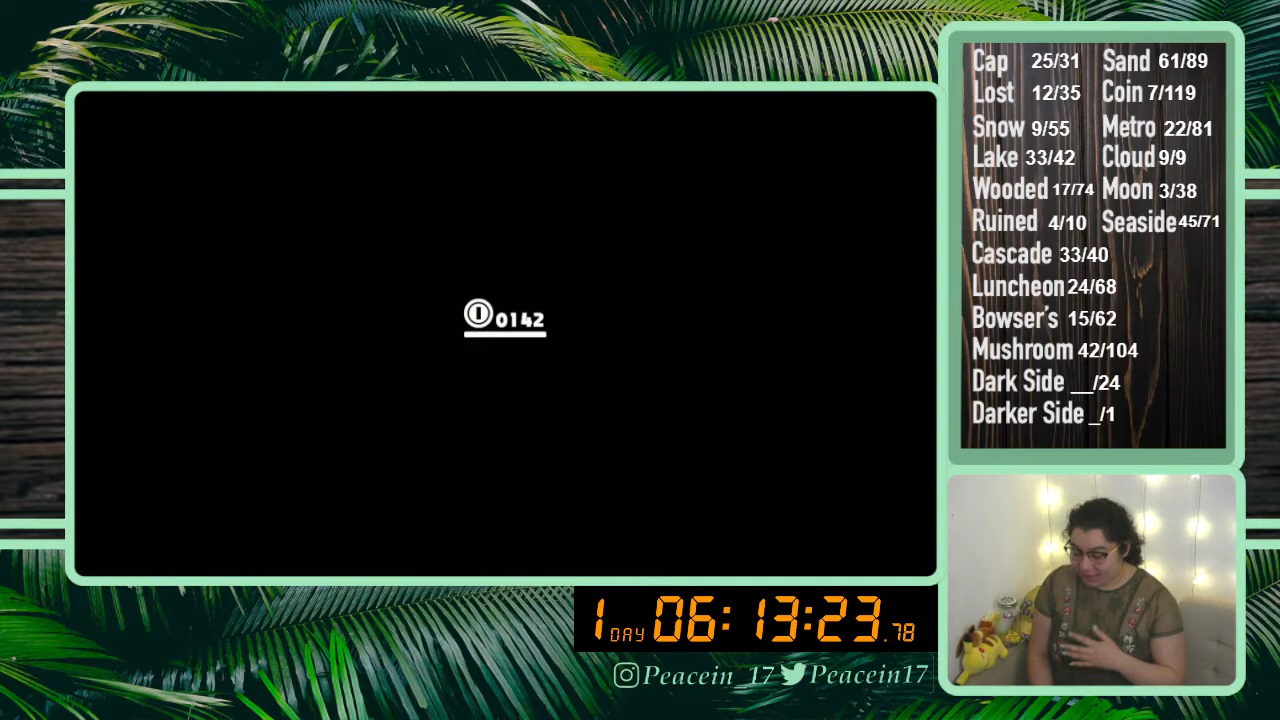 Cap 25/31 Sand 61/89
Lost 12/35 Coin 7/119
Snow 9/55 Metro 22/81
Lake 33/42 Cloud 9/9
Wooded 17/74 Moon 3/38
Ruined 4/10 Seaside 45/71
Cascade 33/40
Luncheon 24/68
Bowser's 15/62
Mushroom 42/104
Dark Side __/24
Darker Side _/1
0142
1 DAY 06:13:23.78
Peacein_17 Peacein17